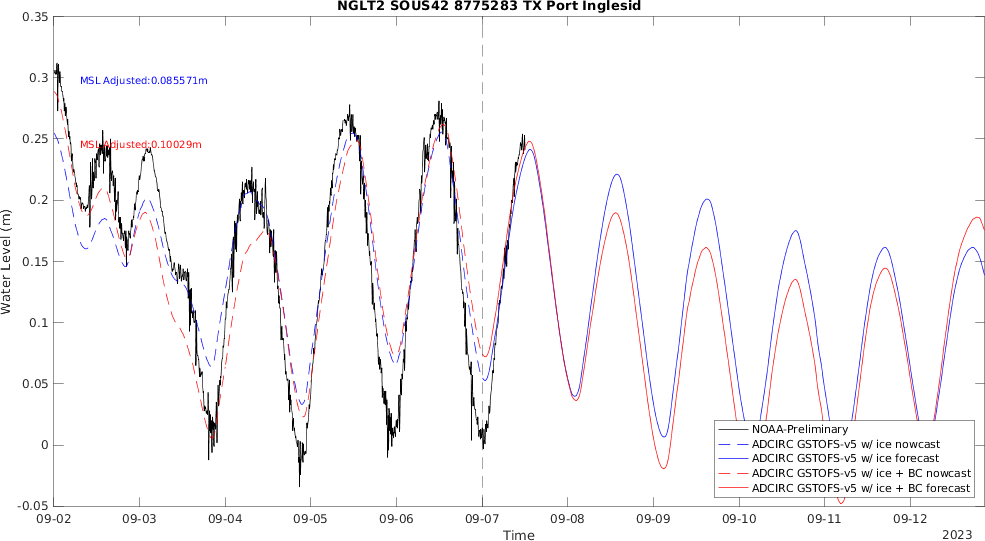 NGLT2 SOUS42 8775283 TX Port Inglesid
0.35
0.3
0.25
0.2
0.15
0.1
0.05
0
-0.05
Water Level (m)
MSL Adjusted:0.085571m
MSL Adjusted:0.10029m
NOAA-Preliminary
ADCIRC GSTOFS-v5 w/ ice nowcast
ADCIRC GSTOFS-v5 w/ ice forecast
ADCIRC GSTOFS-v5 w/ ice + BC nowcast
ADCIRC GSTOFS-v5 w/ ice + BC forecast
09-02 09-03 09-04 09-05 09-06 09-07 09-08 09-09 09-10 09-11 09-12
Time
2023